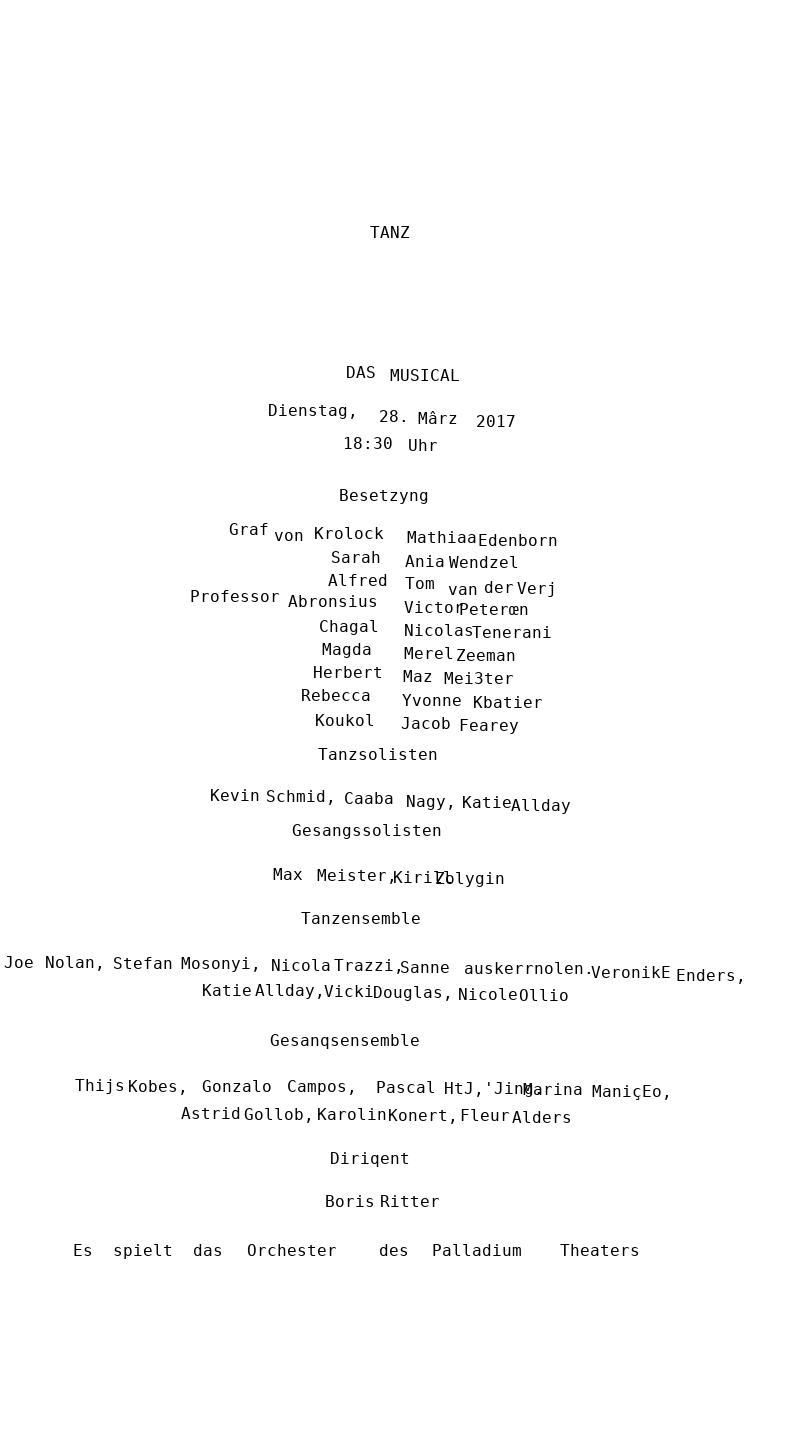 TANZ
DAS MUSICAL
Dienstag, 28. Mârz 2017
18:30 Uhr
Besetzyng
Graf von Krolock Mathiaa Edenborn
Sarah Ania Wendzel
Alfred Tom van der Verj
Professor Abronsius Victor Peterœn
Chagal Nicolas Tenerani
Magda Merel Zeeman
Herbert Maz Mei3ter
Rebecca Yvonne Kbatier
Koukol Jacob Fearey
Tanzsolisten
Kevin Schmid, Caaba Nagy, Katie Allday
Gesangssolisten
Max Meister, Kirill Zolygin
Tanzensemble
Joe Nolan, Stefan Mosonyi, Nicola Trazzi, Sanne auskerrnolen. VeronikE Enders,
Katie Allday, Vicki Douglas, Nicole Ollio
Gesanqsensemble
Thijs Kobes, Gonzalo Campos, Pascal HtJ,'Jing. Marina ManiçEo,
Astrid Gollob, Karolin Konert, Fleur Alders
Diriqent
Boris Ritter
Es spielt das Orchester des Palladium Theaters